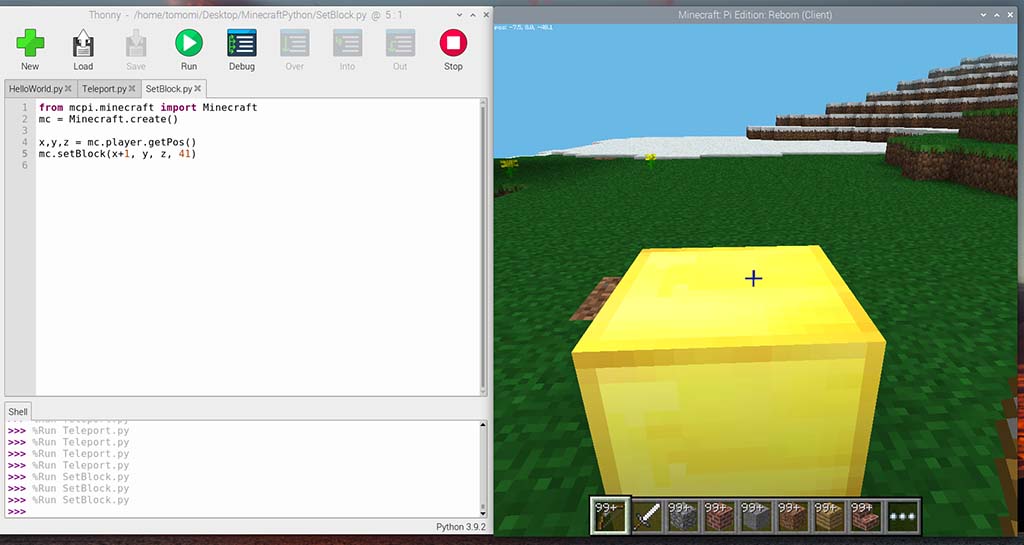 Thonny - /home/tomomi/Desktop/MinecraftPython/SetBlock.py @ 5 : 1
New Load Save Run Debug Over Into Out Stop
HelloWorld.py Teleport.py SetBlock.py
1 from mcpi.minecraft import Minecraft
2 mc = Minecraft.create()
3
4 x,y,z = mc.player.getPos()
5 mc.setBlock(x+1, y, z, 41)
6
Shell
%Run Teleport.py
>>> %Run Teleport.py
>>> %Run Teleport.py
>>> %Run Teleport.py
>>> %Run Teleport.py
>>> %Run SetBlock.py
>>> %Run SetBlock.py
>>>
Python 3.9.2
Minecraft: Pi Edition: Reborn (Client)
99+ 99+ 99+ 99+ 99+ 99+ 99+